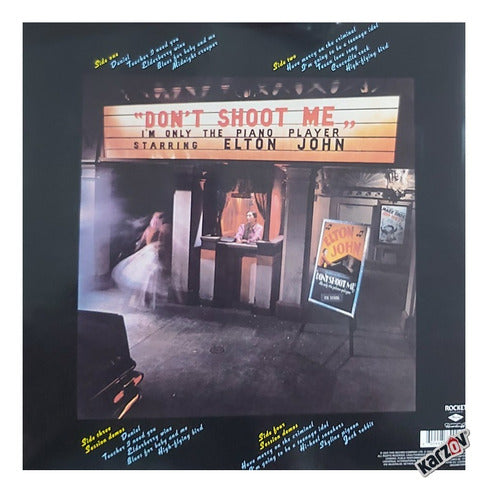 Side one
Daniel
Teacher I need you
Elderberry wine
Blues for baby and me
Midnight creeper
Side two
Have mercy on the criminal
I'm going to be a teenage idol
Texan love song
Crocodile rock
High-flying bird
"DON'T SHOOT ME„
I'M ONLY THE PIANO PLAYER
STARRING ELTON JOHN
ELTON
JOHN
DON'T SHOOT ME
Side three
Session demos
Daniel
Teacher I need you
Elderberry wine
Blues for baby and me
High-flying bird
Side four
Session demos
Have mercy on the criminal
I'm going to be a teenage idol
Michael
Skyline pigeon
Jack rabbit
ROCKET
KARZOV